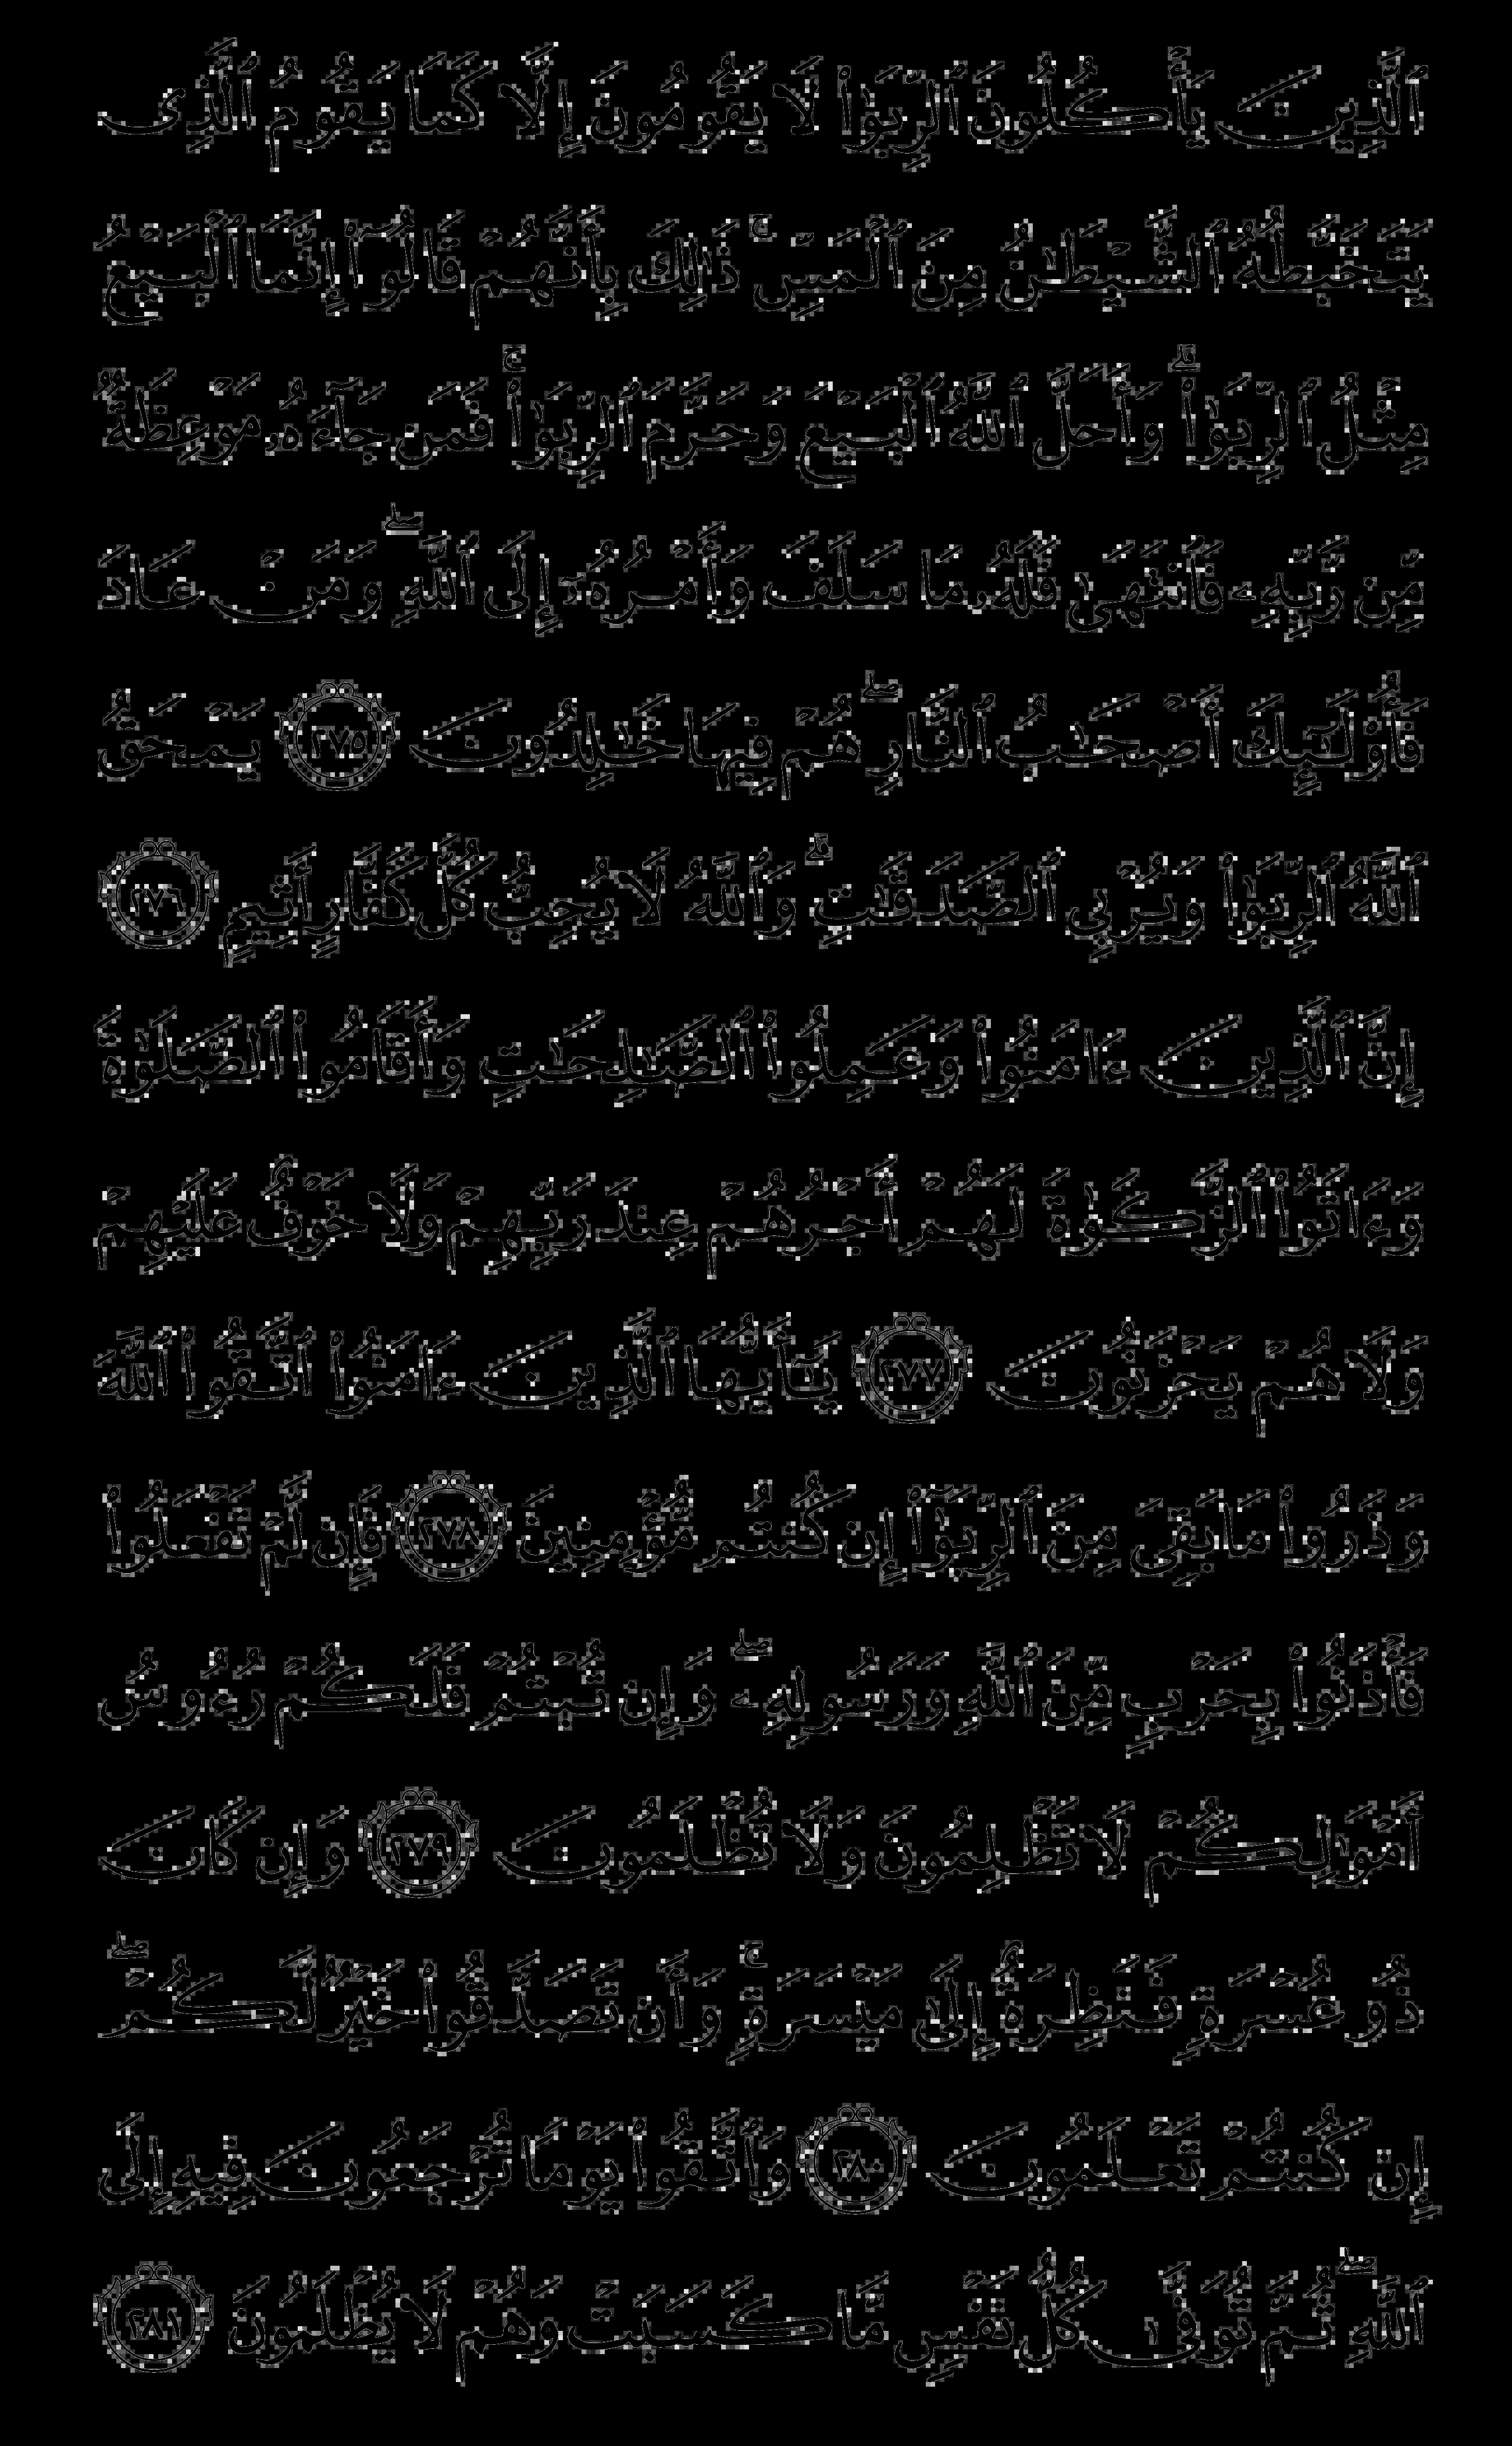 ٱلَّذِينَ يَأْكُلُونَ ٱلرِّبَوٰا۟ لَا يَقُومُونَ إِلَّا كَمَا يَقُومُ ٱلَّذِى
يَتَخَبَّطُهُ ٱلشَّيْطَـٰنُ مِنَ ٱلْمَسِّ ۚ ذَٰلِكَ بِأَنَّهُمْ قَالُوٓا۟ إِنَّمَا ٱلْبَيْعُ
مِثْلُ ٱلرِّبَوٰا۟ ۗ وَأَحَلَّ ٱللَّهُ ٱلْبَيْعَ وَحَرَّمَ ٱلرِّبَوٰا۟ ۚ فَمَن جَآءَهُۥ مَوْعِظَةٌ
مِّن رَّبِّهِۦ فَٱنتَهَىٰ فَلَهُۥ مَا سَلَفَ وَأَمْرُهُۥٓ إِلَى ٱللَّهِ ۖ وَمَنْ عَادَ
فَأُو۟لَـٰٓئِكَ أَصْحَـٰبُ ٱلنَّارِ ۖ هُمْ فِيهَا خَـٰلِدُونَ ٢٧٥ يَمْحَقُ
ٱللَّهُ ٱلرِّبَوٰا۟ وَيُرْبِى ٱلصَّدَقَـٰتِ ۗ وَٱللَّهُ لَا يُحِبُّ كُلَّ كَفَّارٍ أَثِيمٍ ٢٧٦
إِنَّ ٱلَّذِينَ ءَامَنُوا۟ وَعَمِلُوا۟ ٱلصَّـٰلِحَـٰتِ وَأَقَامُوا۟ ٱلصَّلَوٰةَ
وَءَاتَوُا۟ ٱلزَّكَوٰةَ لَهُمْ أَجْرُهُمْ عِندَ رَبِّهِمْ وَلَا خَوْفٌ عَلَيْهِمْ
وَلَا هُمْ يَحْزَنُونَ ٢٧٧ يَـٰٓأَيُّهَا ٱلَّذِينَ ءَامَنُوا۟ ٱتَّقُوا۟ ٱللَّهَ
وَذَرُوا۟ مَا بَقِىَ مِنَ ٱلرِّبَوٰٓا۟ إِن كُنتُم مُّؤْمِنِينَ ٢٧٨ فَإِن لَّمْ تَفْعَلُوا۟
فَأْذَنُوا۟ بِحَرْبٍ مِّنَ ٱللَّهِ وَرَسُولِهِۦ ۖ وَإِن تُبْتُمْ فَلَكُمْ رُءُوسُ
أَمْوَٰلِكُمْ لَا تَظْلِمُونَ وَلَا تُظْلَمُونَ ٢٧٩ وَإِن كَانَ
ذُو عُسْرَةٍ فَنَظِرَةٌ إِلَىٰ مَيْسَرَةٍ ۚ وَأَن تَصَدَّقُوا۟ خَيْرٌ لَّكُمْ ۖ
إِن كُنتُمْ تَعْلَمُونَ ٢٨٠ وَٱتَّقُوا۟ يَوْمًا تُرْجَعُونَ فِيهِ إِلَى
ٱللَّهِ ۖ ثُمَّ تُوَفَّىٰ كُلُّ نَفْسٍ مَّا كَسَبَتْ وَهُمْ لَا يُظْلَمُونَ ٢٨١